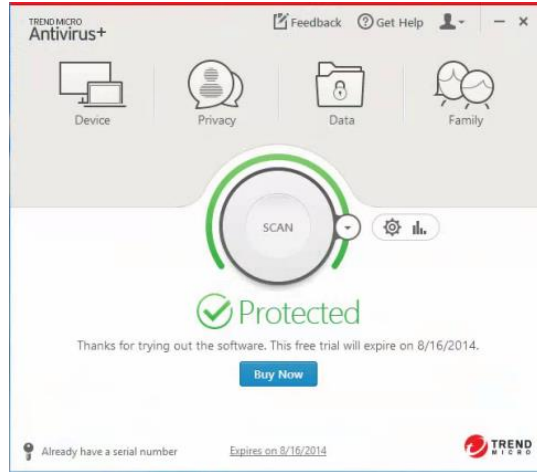 TREND MICRO
Antivirus+
Feedback
Get Help
Device
Privacy
Data
Family
SCAN
Protected
Thanks for trying out the software. This free trial will expire on 8/16/2014.
Buy Now
Already have a serial number
Expires on 8/16/2014
TREND
MICRO